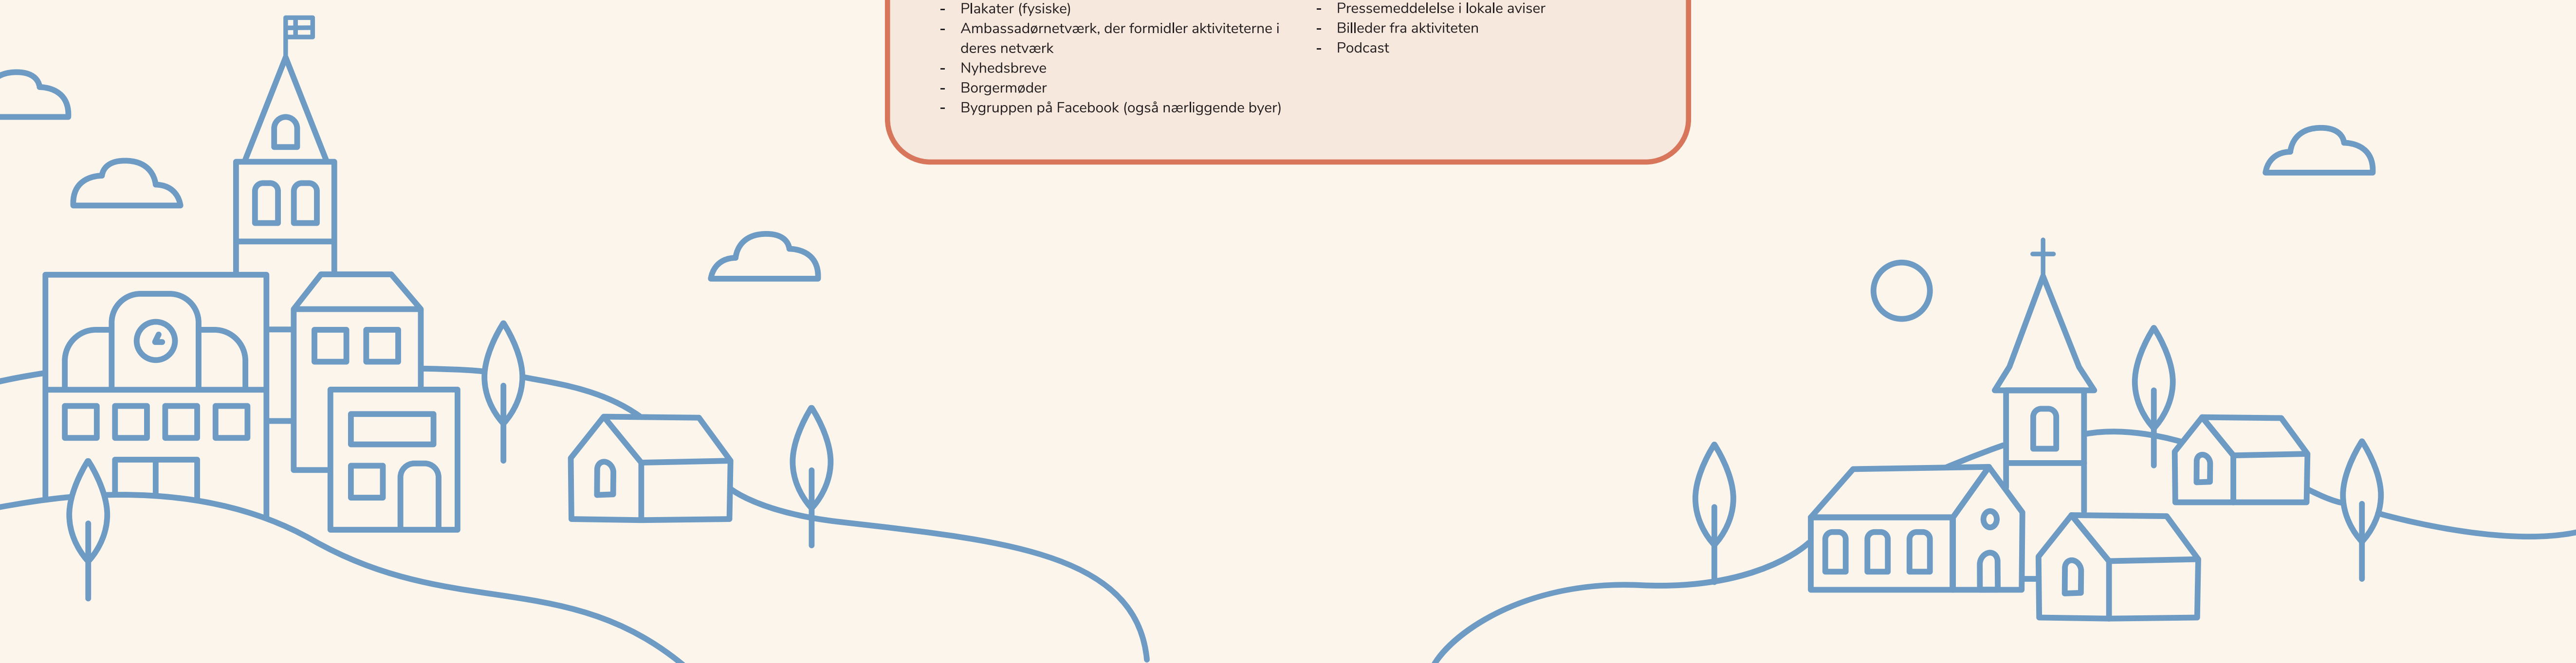 - Plakater (fysiske)
- Ambassadørnetværk, der formidler aktiviteterne i
deres netværk
- Nyhedsbreve
- Borgermøder
- Bygruppen på Facebook (også nærliggende byer)
- Pressemeddelelse i lokale aviser
- Billeder fra aktiviteten
- Podcast